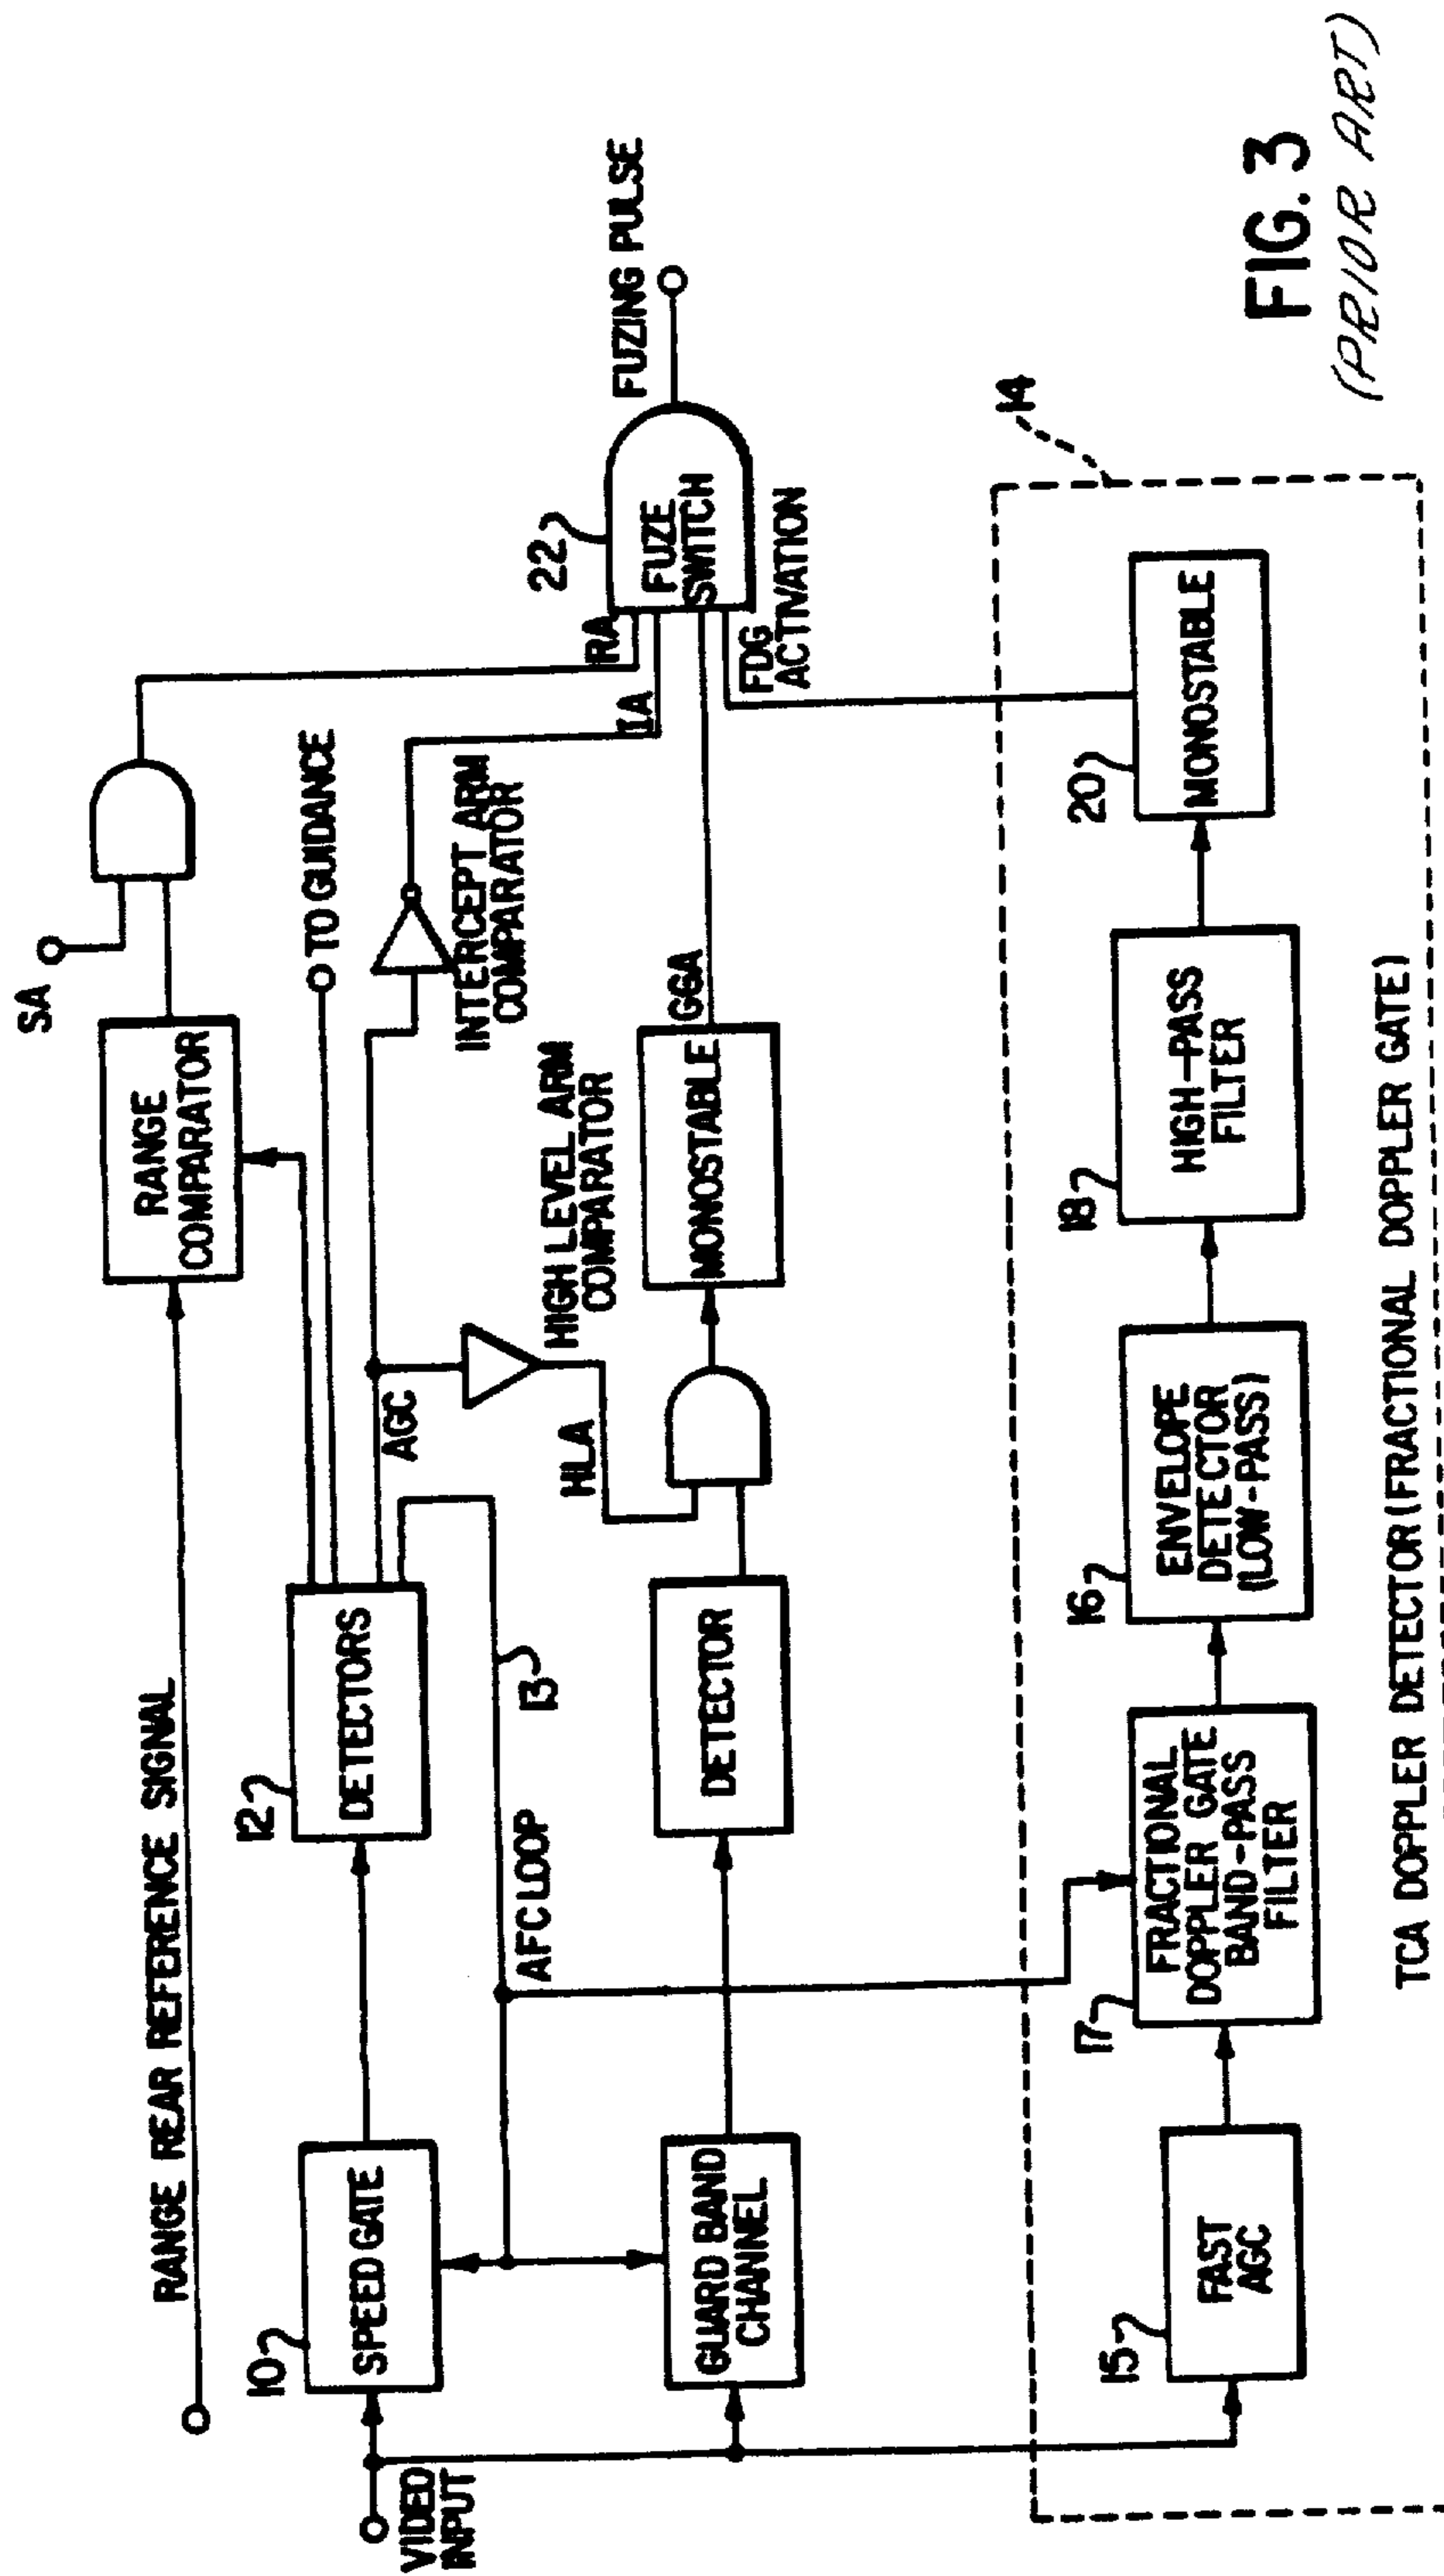 RANGE REAR REFERENCE SIGNAL
SA
RANGE
COMPARATOR
TO GUIDANCE
VIDEO
INPUT
10
SPEED GATE
12
DETECTORS
AGC
13
AFC LOOP
INTERCEPT ARM
COMPARATOR
HIGH LEVEL ARM
COMPARATOR
HLA
GUARD BAND
CHANNEL
DETECTOR
MONOSTABLE
GGA
RA
IA
22
FUZE
SWITCH
FUZING PULSE
FDG
ACTIVATION
14
15
FAST
AGC
17
FRACTIONAL
DOPPLER GATE
BAND-PASS
FILTER
16
ENVELOPE
DETECTOR
(LOW-PASS)
18
HIGH-PASS
FILTER
20
MONOSTABLE
TCA DOPPLER DETECTOR (FRACTIONAL DOPPLER GATE)
FIG. 3
(PRIOR ART)